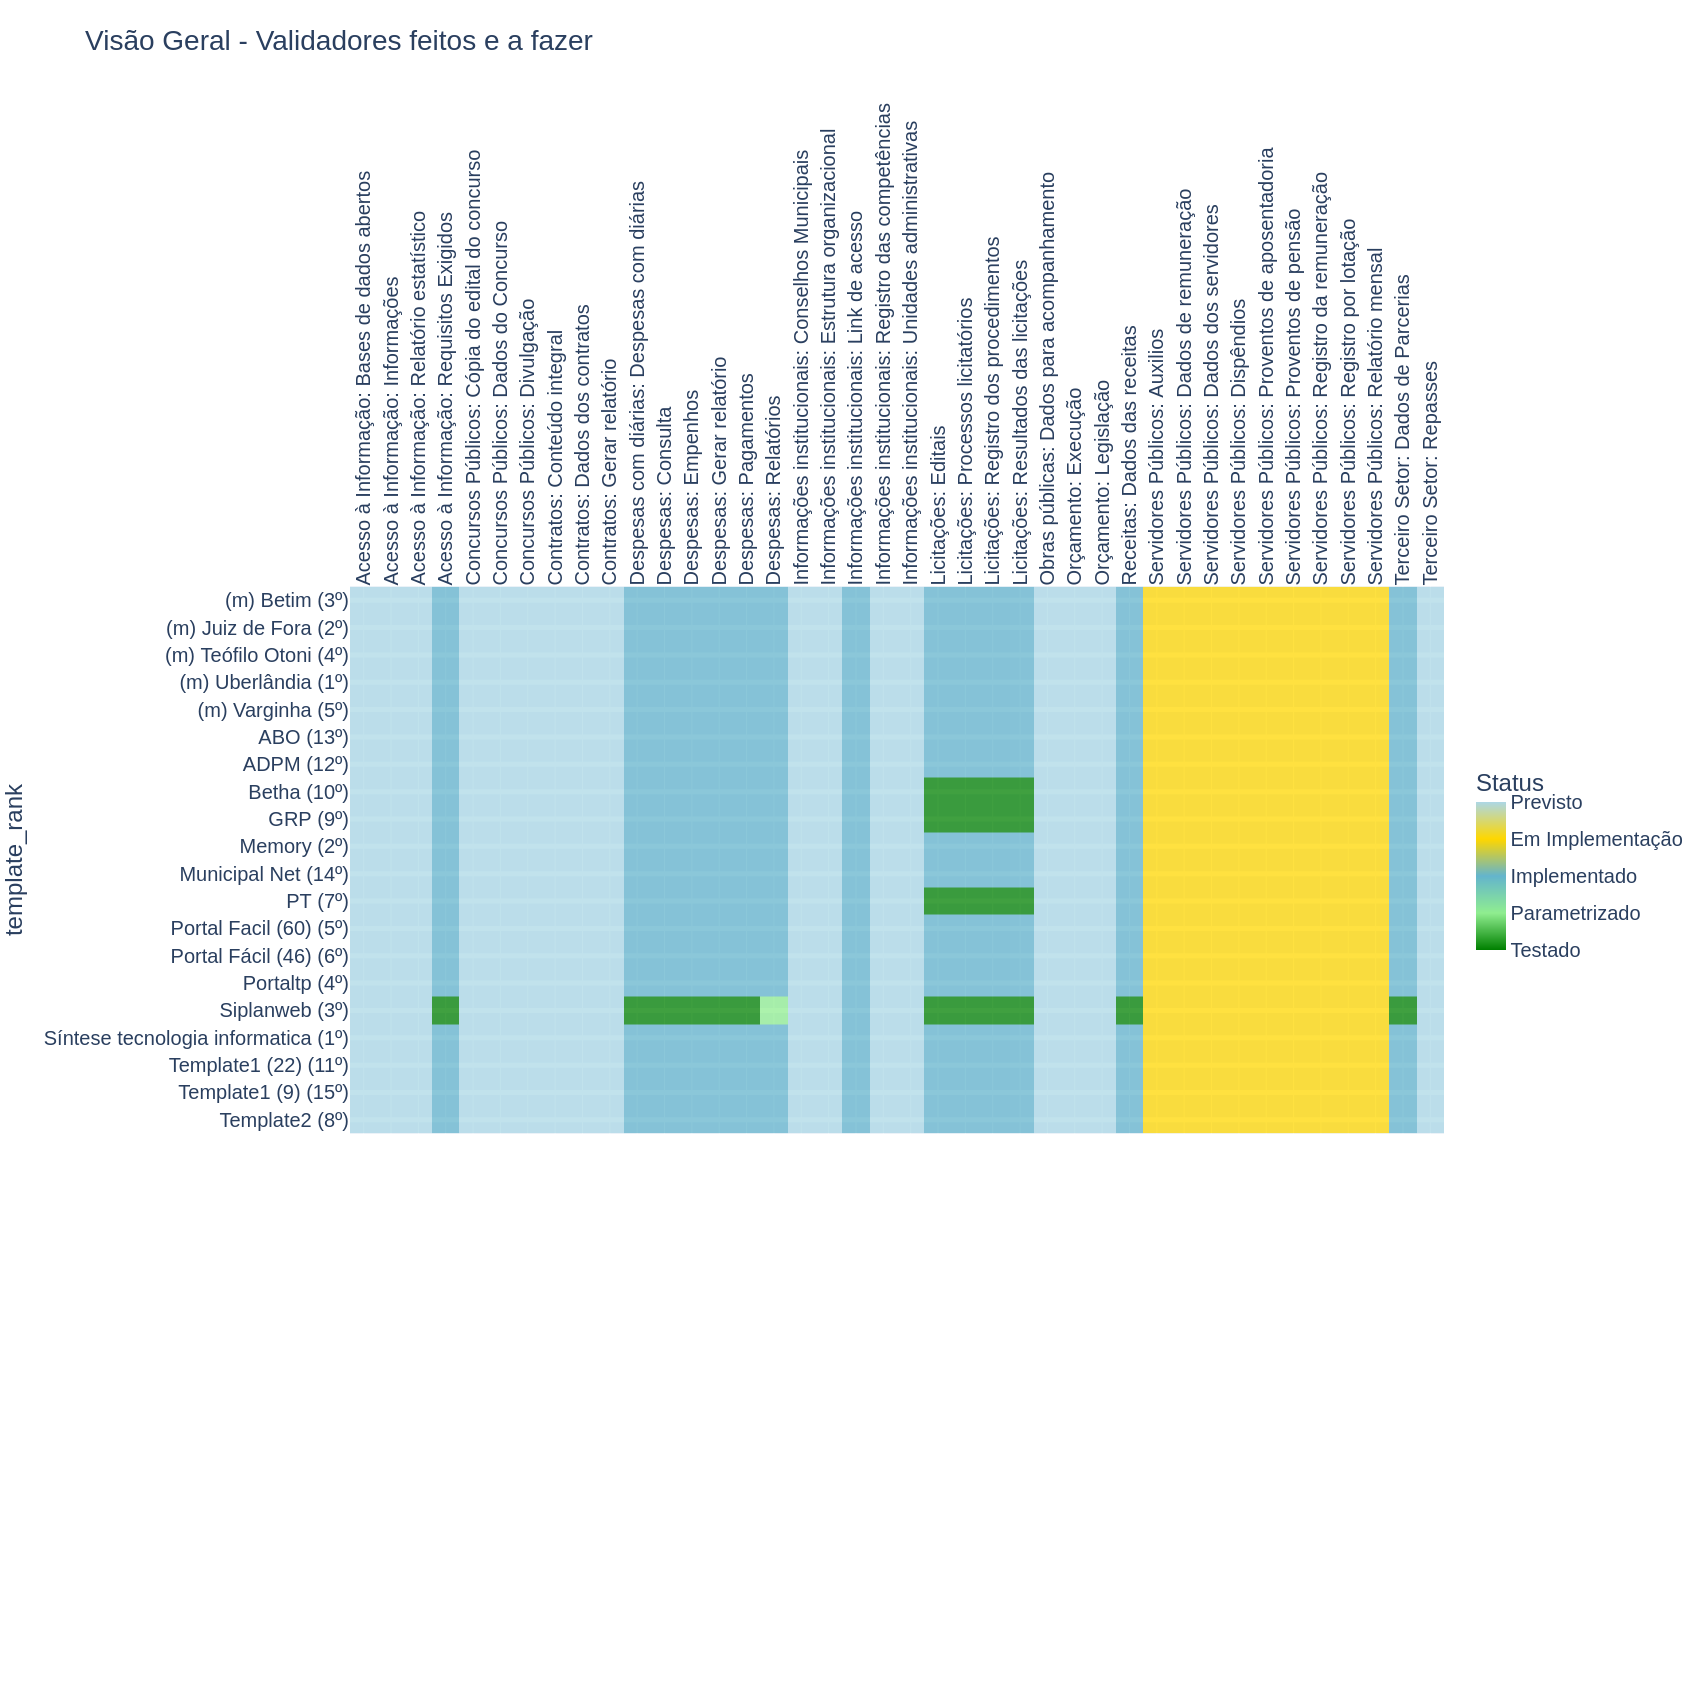 Visão Geral - Validadores feitos e a fazer
Acesso à Informação: Bases de dados abertos
Acesso à Informação: Informações
Acesso à Informação: Relatório estatístico
Acesso à Informação: Requisitos Exigidos
Concursos Públicos: Cópia do edital do concurso
Concursos Públicos: Dados do Concurso
Concursos Públicos: Divulgação
Contratos: Conteúdo integral
Contratos: Dados dos contratos
Contratos: Gerar relatório
Despesas com diárias: Despesas com diárias
Despesas: Consulta
Despesas: Empenhos
Despesas: Gerar relatório
Despesas: Pagamentos
Despesas: Relatórios
Informações institucionais: Conselhos Municipais
Informações institucionais: Estrutura organizacional
Informações institucionais: Link de acesso
Informações institucionais: Registro das competências
Informações institucionais: Unidades administrativas
Licitações: Editais
Licitações: Processos licitatórios
Licitações: Registro dos procedimentos
Licitações: Resultados das licitações
Obras públicas: Dados para acompanhamento
Orçamento: Execução
Orçamento: Legislação
Receitas: Dados das receitas
Servidores Públicos: Auxilios
Servidores Públicos: Dados de remuneração
Servidores Públicos: Dados dos servidores
Servidores Públicos: Dispêndios
Servidores Públicos: Proventos de aposentadoria
Servidores Públicos: Proventos de pensão
Servidores Públicos: Registro da remuneração
Servidores Públicos: Registro por lotação
Servidores Públicos: Relatório mensal
Terceiro Setor: Dados de Parcerias
Terceiro Setor: Repasses
template_rank
(m) Betim (3º)
(m) Juiz de Fora (2º)
(m) Teófilo Otoni (4º)
(m) Uberlândia (1º)
(m) Varginha (5º)
ABO (13º)
ADPM (12º)
Betha (10º)
GRP (9º)
Memory (2º)
Municipal Net (14º)
PT (7º)
Portal Facil (60) (5º)
Portal Fácil (46) (6º)
Portaltp (4º)
Siplanweb (3º)
Síntese tecnologia informatica (1º)
Template1 (22) (11º)
Template1 (9) (15º)
Template2 (8º)
Status
Previsto
Em Implementação
Implementado
Parametrizado
Testado